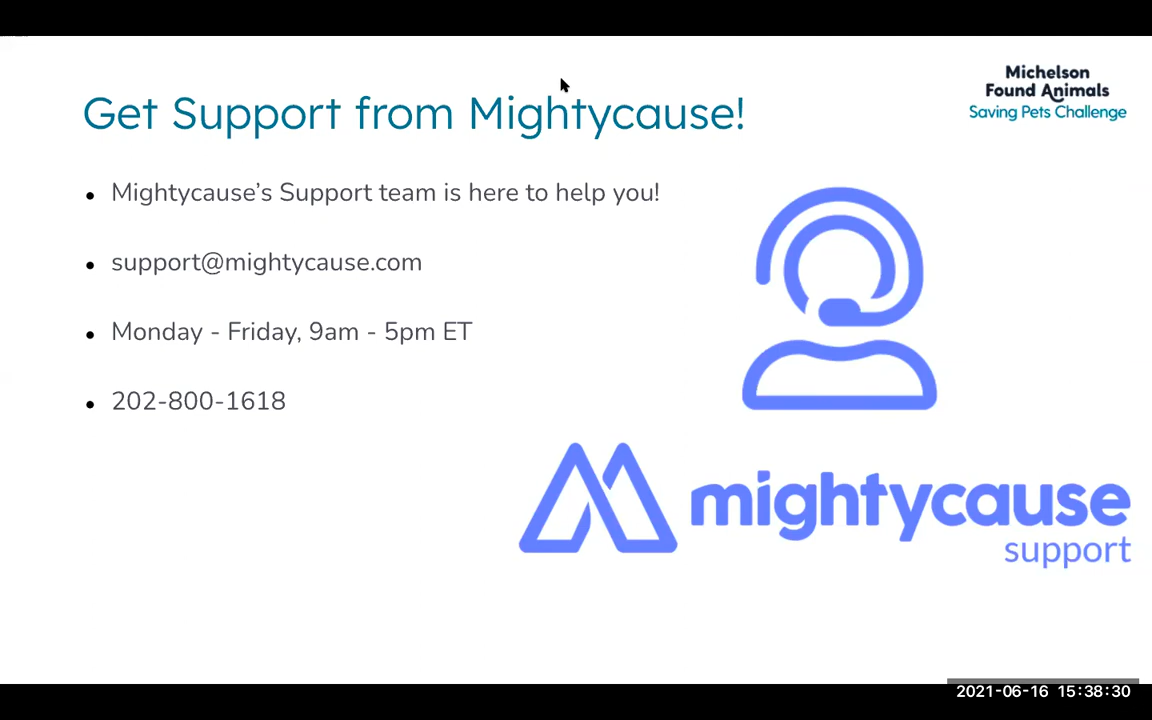 Michelson
Found Animals
Saving Pets Challenge
Get Support from Mightycause!
• Mightycause’s Support team is here to help you!
• support@mightycause.com
• Monday - Friday, 9am - 5pm ET
• 202-800-1618
mightycause
support
2021-06-16 15:38:30